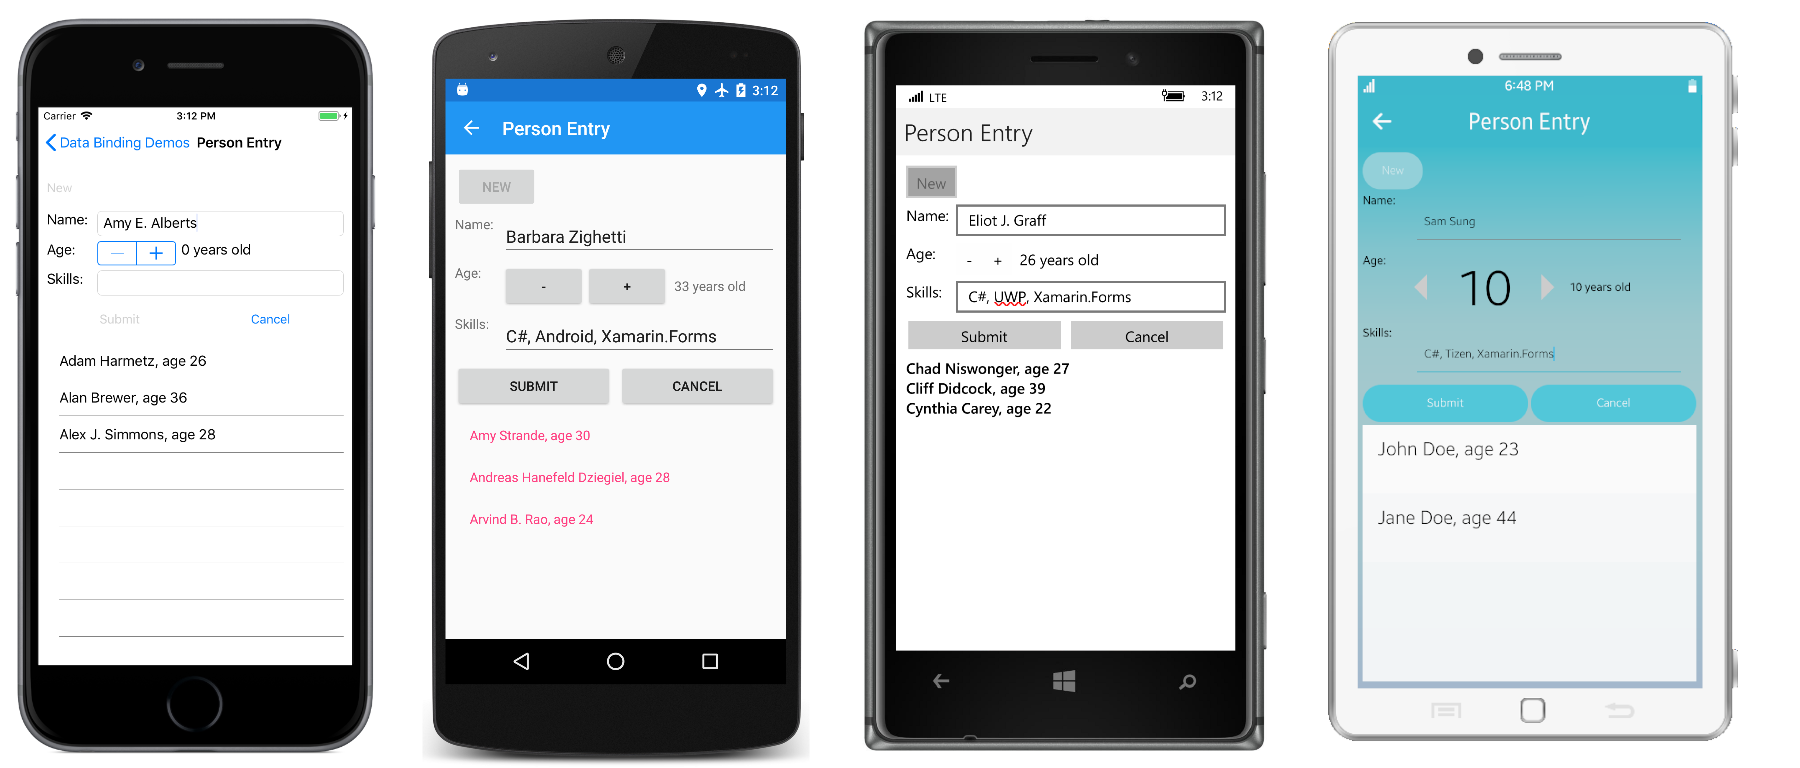 Carrier 3:12 PM
Data Binding Demos Person Entry
New
Name: Amy E. Alberts
Age: — + 0 years old
Skills:
Submit Cancel
Adam Harmetz, age 26
Alan Brewer, age 36
Alex J. Simmons, age 28
3:12
Person Entry
NEW
Name: Barbara Zighetti
Age: - + 33 years old
Skills: C#, Android, Xamarin.Forms
SUBMIT CANCEL
Amy Strande, age 30
Andreas Hanefeld Dziegiel, age 28
Arvind B. Rao, age 24
LTE 3:12
Person Entry
New
Name: Eliot J. Graff
Age: - + 26 years old
Skills: C#, UWP, Xamarin.Forms
Submit Cancel
Chad Niswonger, age 27
Cliff Didcock, age 39
Cynthia Carey, age 22
6:48 PM
Person Entry
New
Name:
Sam Sung
Age:
10 10 years old
Skills:
C#, Tizen, Xamarin.Forms
Submit Cancel
John Doe, age 23
Jane Doe, age 44